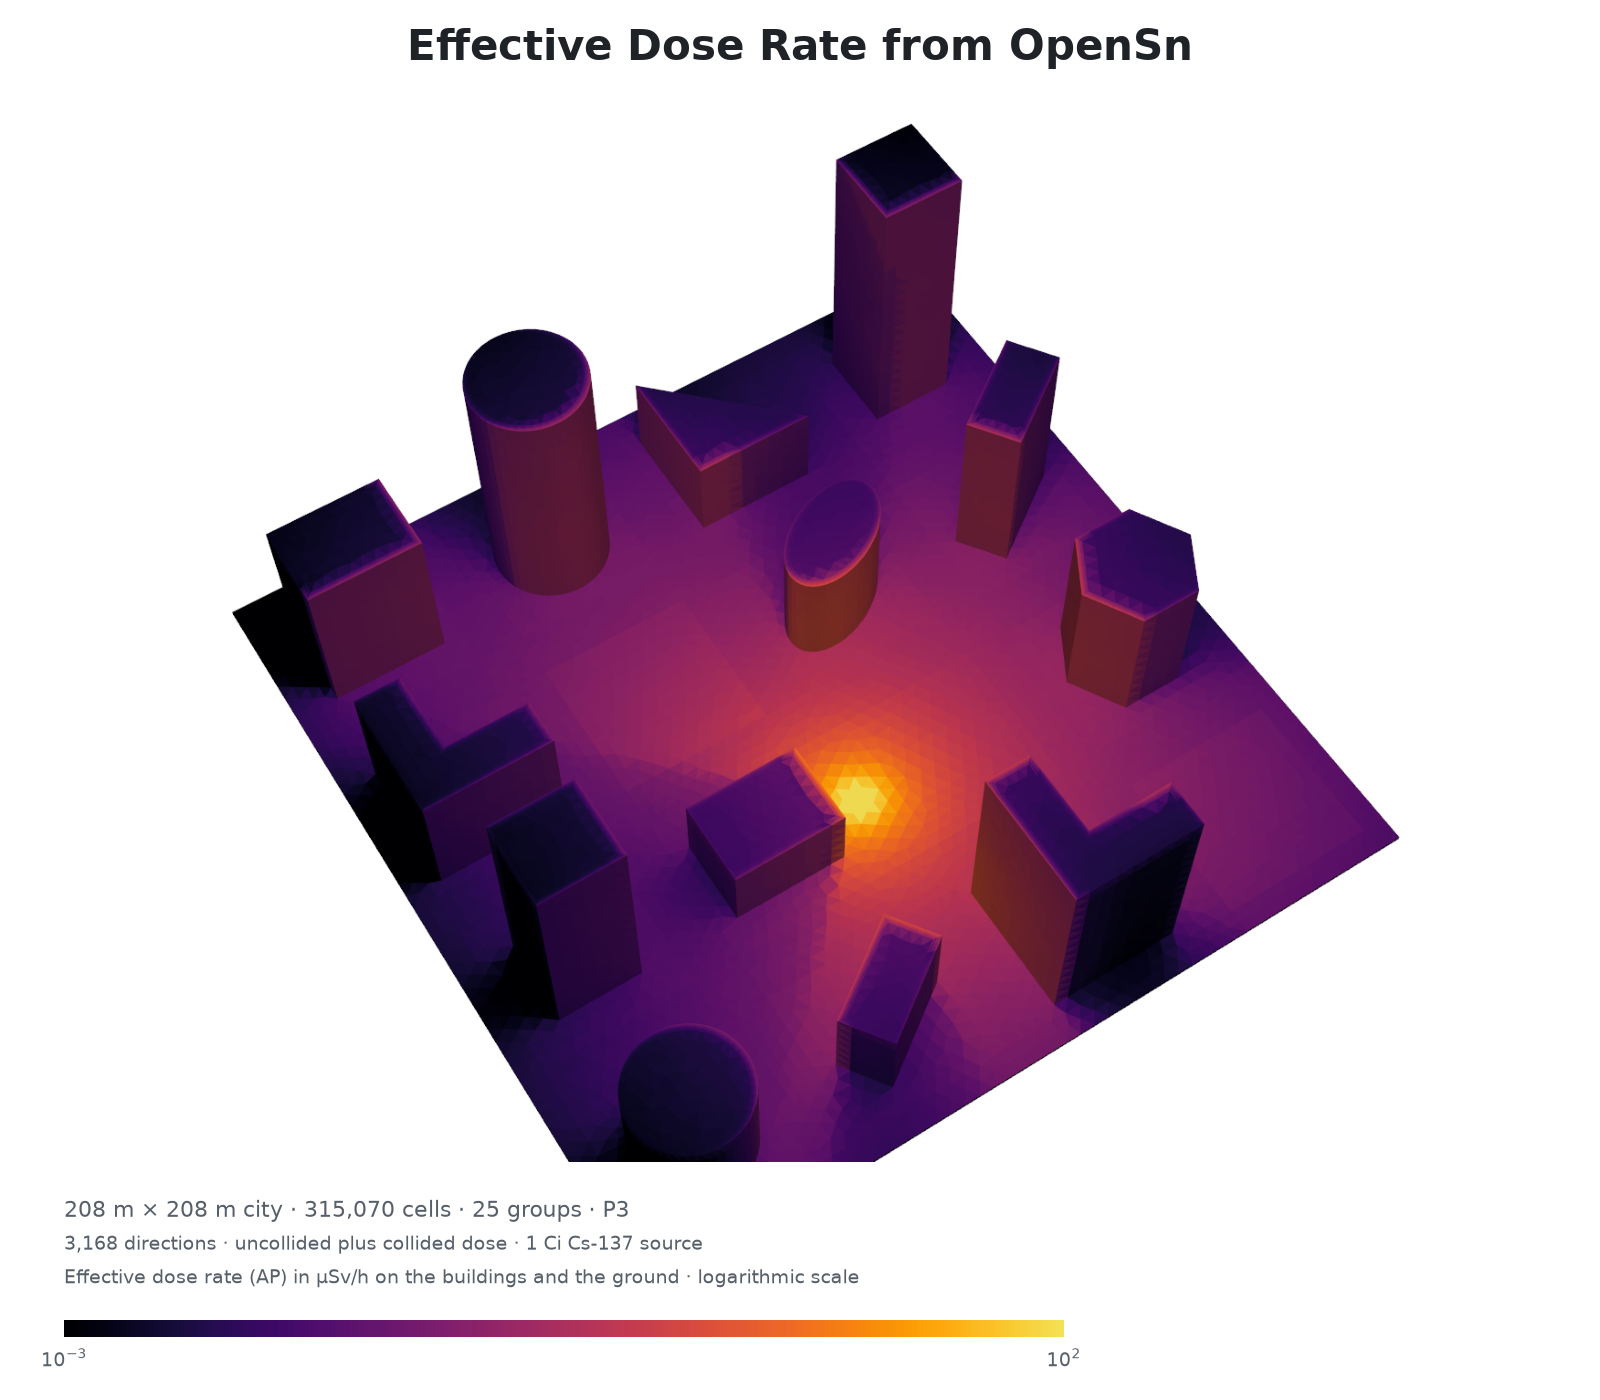 Effective Dose Rate from OpenSn
208 m × 208 m city · 315,070 cells · 25 groups · P3
3,168 directions · uncollided plus collided dose · 1 Ci Cs-137 source
Effective dose rate (AP) in μSv/h on the buildings and the ground · logarithmic scale
10⁻³ 10²